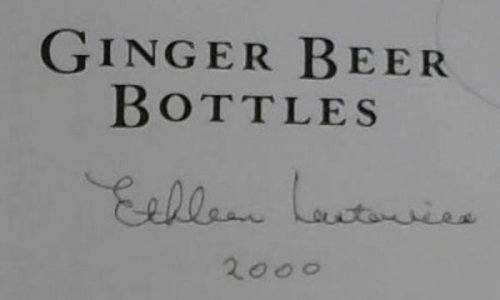 GINGER BEER
BOTTLES
Ethleen Lastovica
2000